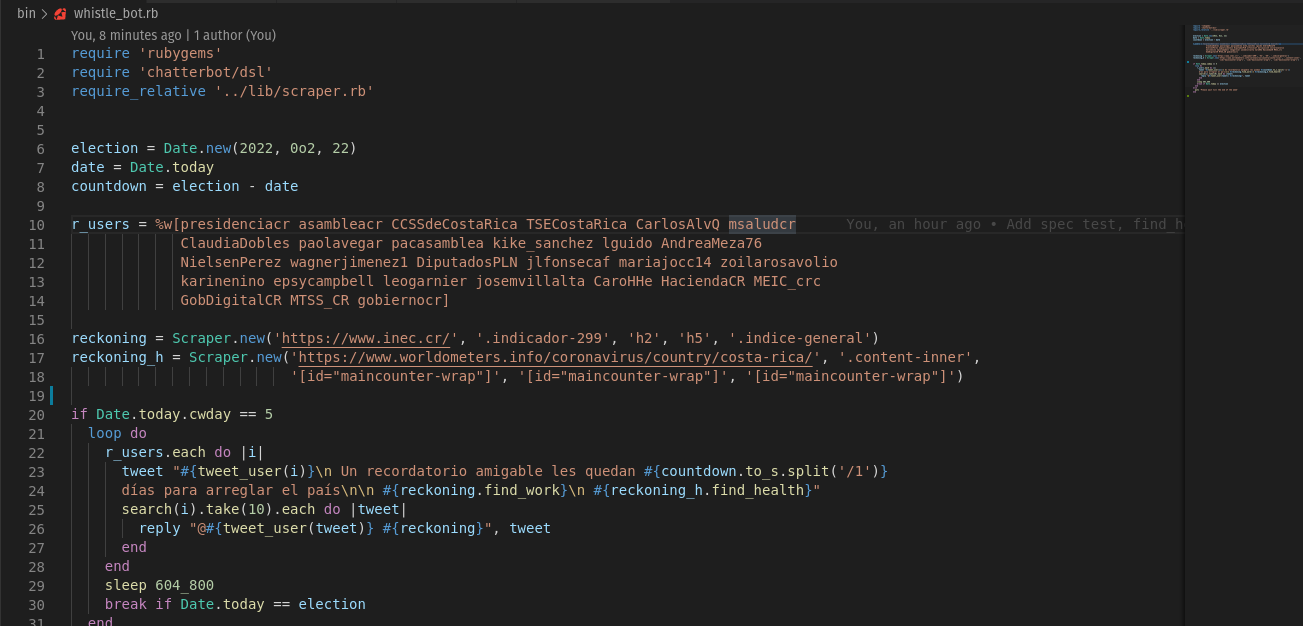 bin > whistle_bot.rb
You, 8 minutes ago | 1 author (You)
1 require 'rubygems'
2 require 'chatterbot/dsl'
3 require_relative '../lib/scraper.rb'
4
5
6 election = Date.new(2022, 0o2, 22)
7 date = Date.today
8 countdown = election - date
9
10 r_users = %w[presidenciacr asambleacr CCSSdeCostaRica TSECostaRica CarlosAlvQ msaludcr You, an hour ago • Add spec test, find_h
11 ClaudiaDobles paolavegar pacasamblea kike_sanchez lguido AndreaMeza76
12 NielsenPerez wagnerjimenez1 DiputadosPLN jlfonsecaf mariajocc14 zoilarosavolio
13 karinenino epsycampbell leogarnier josemvillalta CaroHHe HaciendaCR MEIC_crc
14 GobDigitalCR MTSS_CR gobiernocr]
15
16 reckoning = Scraper.new('https://www.inec.cr/', '.indicador-299', 'h2', 'h5', '.indice-general')
17 reckoning_h = Scraper.new('https://www.worldometers.info/coronavirus/country/costa-rica/', '.content-inner',
18 '[id="maincounter-wrap"]', '[id="maincounter-wrap"]', '[id="maincounter-wrap"]')
19
20 if Date.today.cwday == 5
21 loop do
22 r_users.each do |i|
23 tweet "#{tweet_user(i)}\n Un recordatorio amigable les quedan #{countdown.to_s.split('/1')}
24 días para arreglar el país\n\n #{reckoning.find_work}\n #{reckoning_h.find_health}"
25 search(i).take(10).each do |tweet|
26 reply "@#{tweet_user(tweet)} #{reckoning}", tweet
27 end
28 end
29 sleep 604_800
30 break if Date.today == election
31 end